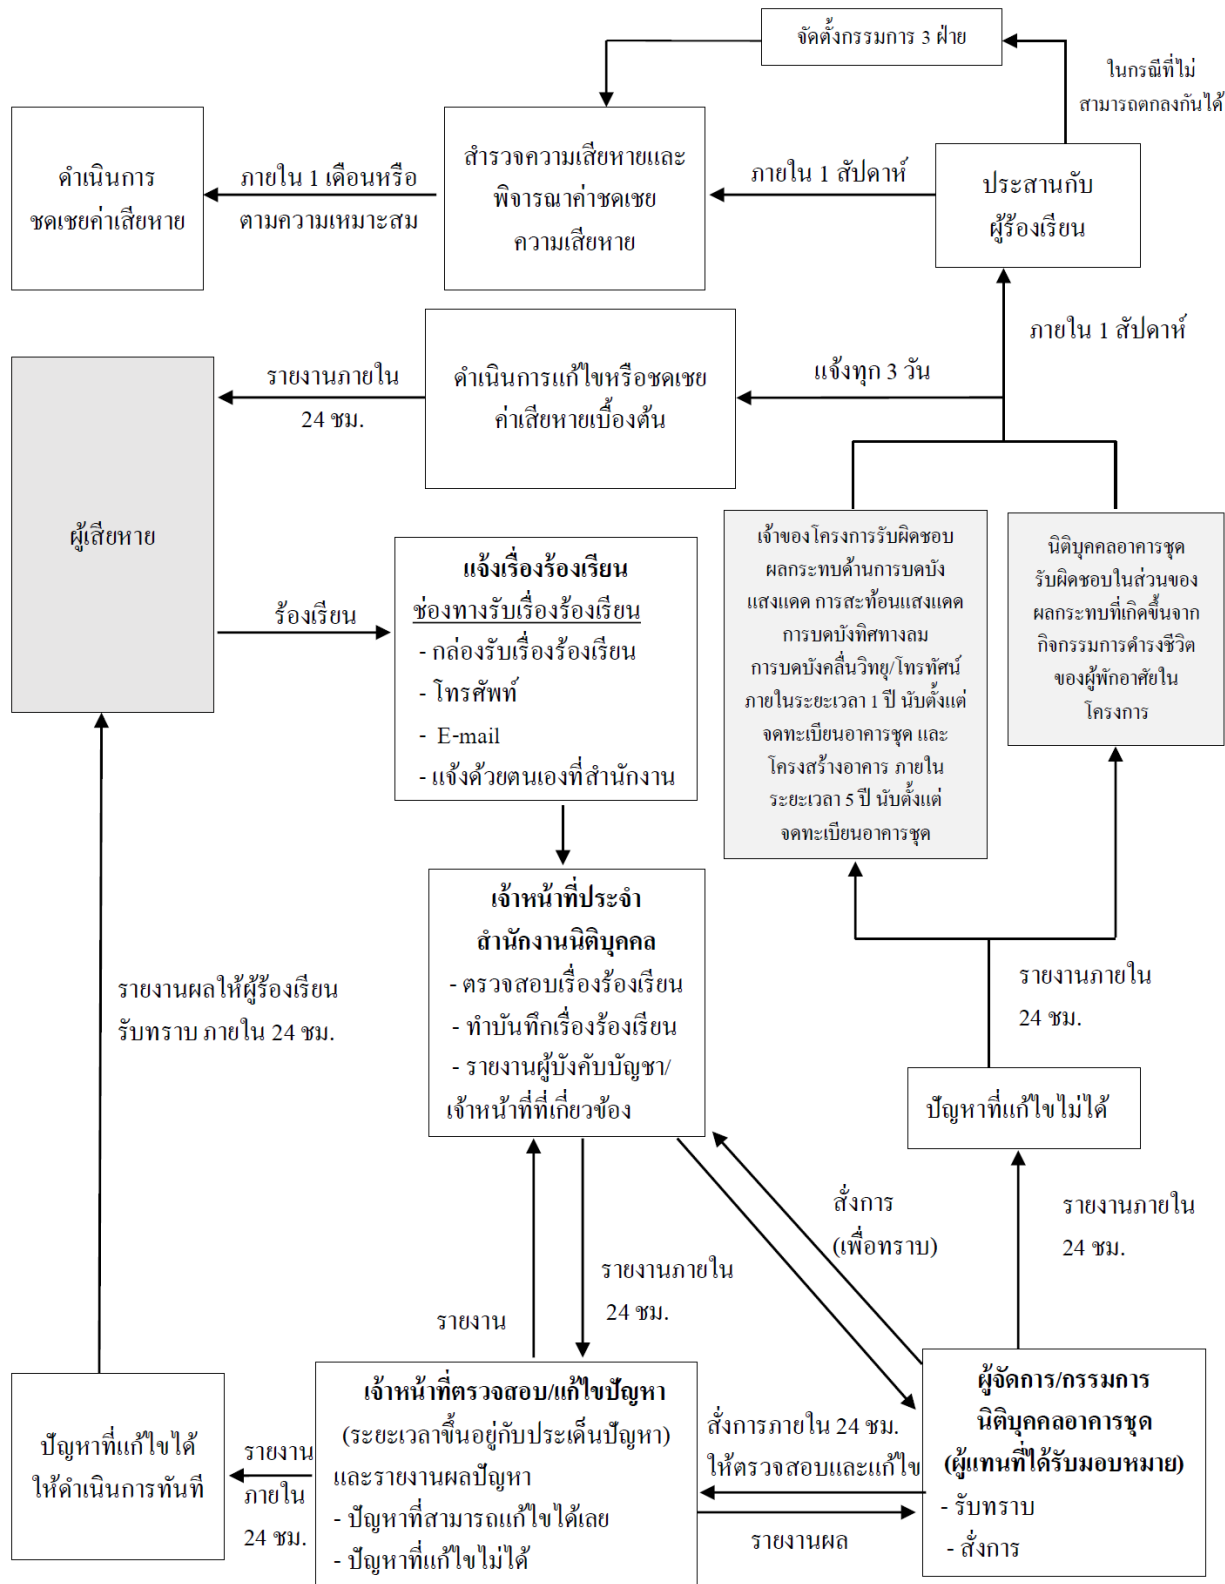 จัดตั้งกรรมการ 3 ฝ่าย
ในกรณีที่ไม่
สามารถตกลงกันได้
ดำเนินการ
ชดเชยค่าเสียหาย
ภายใน 1 เดือนหรือ
ตามความเหมาะสม
สำรวจความเสียหายและ
พิจารณาค่าชดเชย
ความเสียหาย
ภายใน 1 สัปดาห์
ประสานกับ
ผู้ร้องเรียน
ภายใน 1 สัปดาห์
ผู้เสียหาย
รายงานภายใน
24 ชม.
ดำเนินการแก้ไขหรือชดเชย
ค่าเสียหายเบื้องต้น
แจ้งทุก 3 วัน
ร้องเรียน
แจ้งเรื่องร้องเรียน
ช่องทางรับเรื่องร้องเรียน
- กล่องรับเรื่องร้องเรียน
- โทรศัพท์
- E-mail
- แจ้งด้วยตนเองที่สำนักงาน
เจ้าของโครงการรับผิดชอบ
ผลกระทบด้านการบดบัง
แสงแดด การสะท้อนแสงแดด
การบดบังทิศทางลม
การบดบังคลื่นวิทยุ/โทรทัศน์
ภายในระยะเวลา 1 ปี นับตั้งแต่
จดทะเบียนอาคารชุด และ
โครงสร้างอาคาร ภายใน
ระยะเวลา 5 ปี นับตั้งแต่
จดทะเบียนอาคารชุด
นิติบุคคลอาคารชุด
รับผิดชอบในส่วนของ
ผลกระทบที่เกิดขึ้นจาก
กิจกรรมการดำรงชีวิต
ของผู้พักอาศัยใน
โครงการ
เจ้าหน้าที่ประจำ
สำนักงานนิติบุคคล
- ตรวจสอบเรื่องร้องเรียน
- ทำบันทึกเรื่องร้องเรียน
- รายงานผู้บังคับบัญชา/
เจ้าหน้าที่ที่เกี่ยวข้อง
รายงานผลให้ผู้ร้องเรียน
รับทราบ ภายใน 24 ชม.
รายงานภายใน
24 ชม.
ปัญหาที่แก้ไขไม่ได้
สั่งการ
(เพื่อทราบ)
รายงานภายใน
24 ชม.
รายงานภายใน
24 ชม.
รายงาน
ปัญหาที่แก้ไขได้
ให้ดำเนินการทันที
รายงาน
ภายใน
24 ชม.
เจ้าหน้าที่ตรวจสอบ/แก้ไขปัญหา
(ระยะเวลาขึ้นอยู่กับประเด็นปัญหา)
และรายงานผลปัญหา
- ปัญหาที่สามารถแก้ไขได้เลย
- ปัญหาที่แก้ไขไม่ได้
สั่งการภายใน 24 ชม.
ให้ตรวจสอบและแก้ไข
รายงานผล
ผู้จัดการ/กรรมการ
นิติบุคคลอาคารชุด
(ผู้แทนที่ได้รับมอบหมาย)
- รับทราบ
- สั่งการ